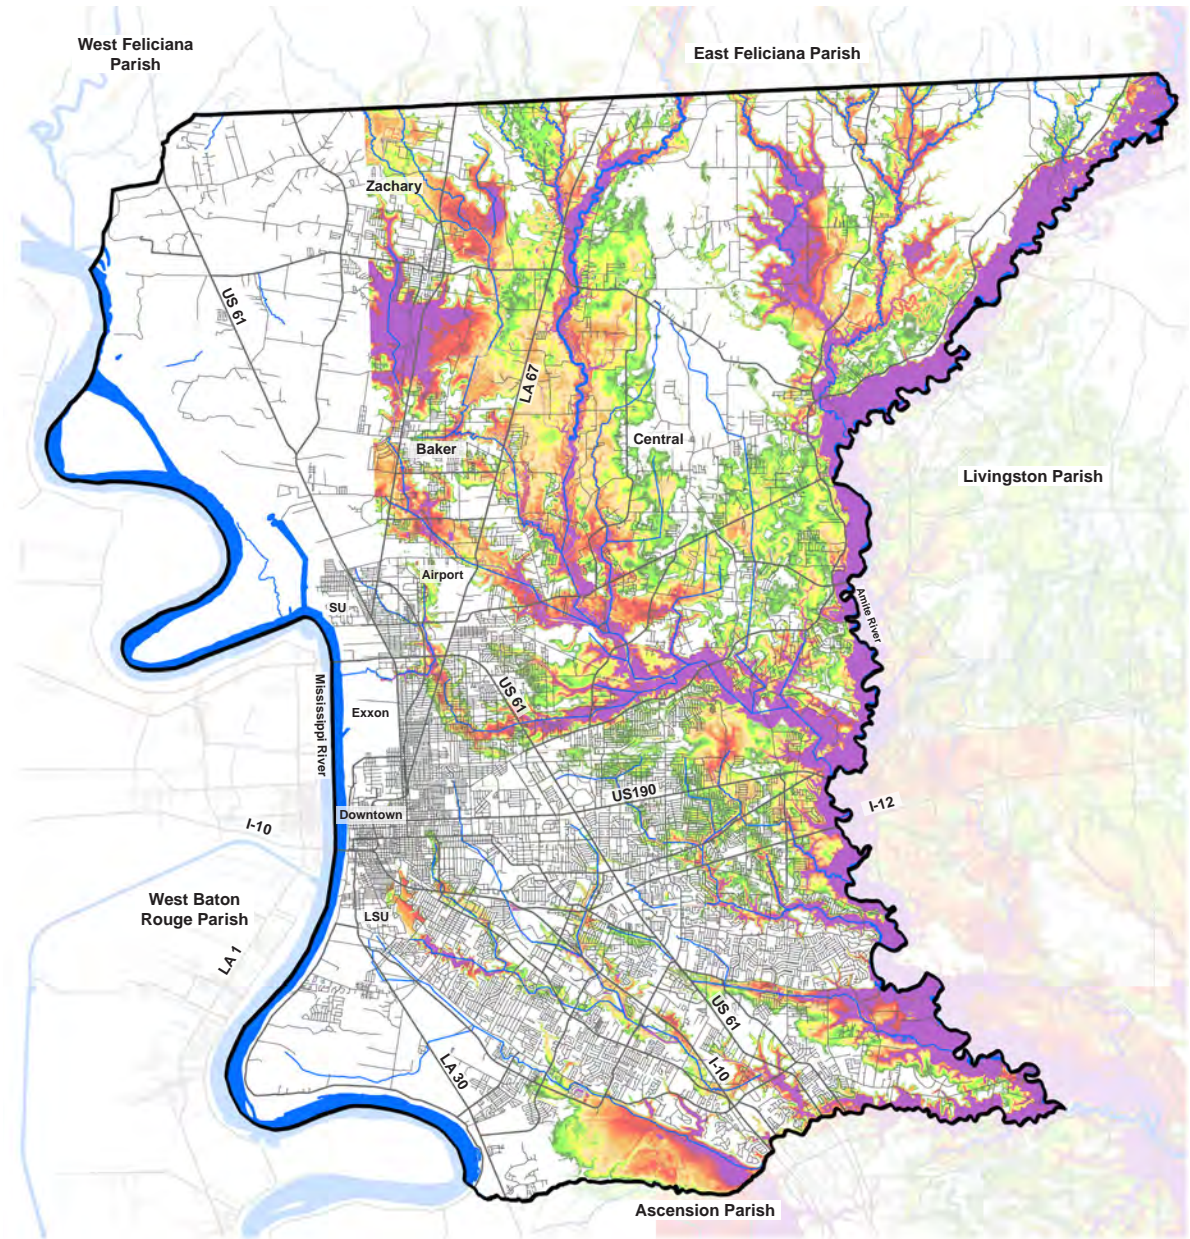 West Feliciana
Parish
East Feliciana Parish
Zachary
US 61
LA 67
Baker
Central
Livingston Parish
Airport
SU
Amite River
Mississippi River
US 61
Exxon
US190
I-12
Downtown
I-10
West Baton
Rouge Parish
LSU
LA 1
US 61
I-10
LA 30
Ascension Parish